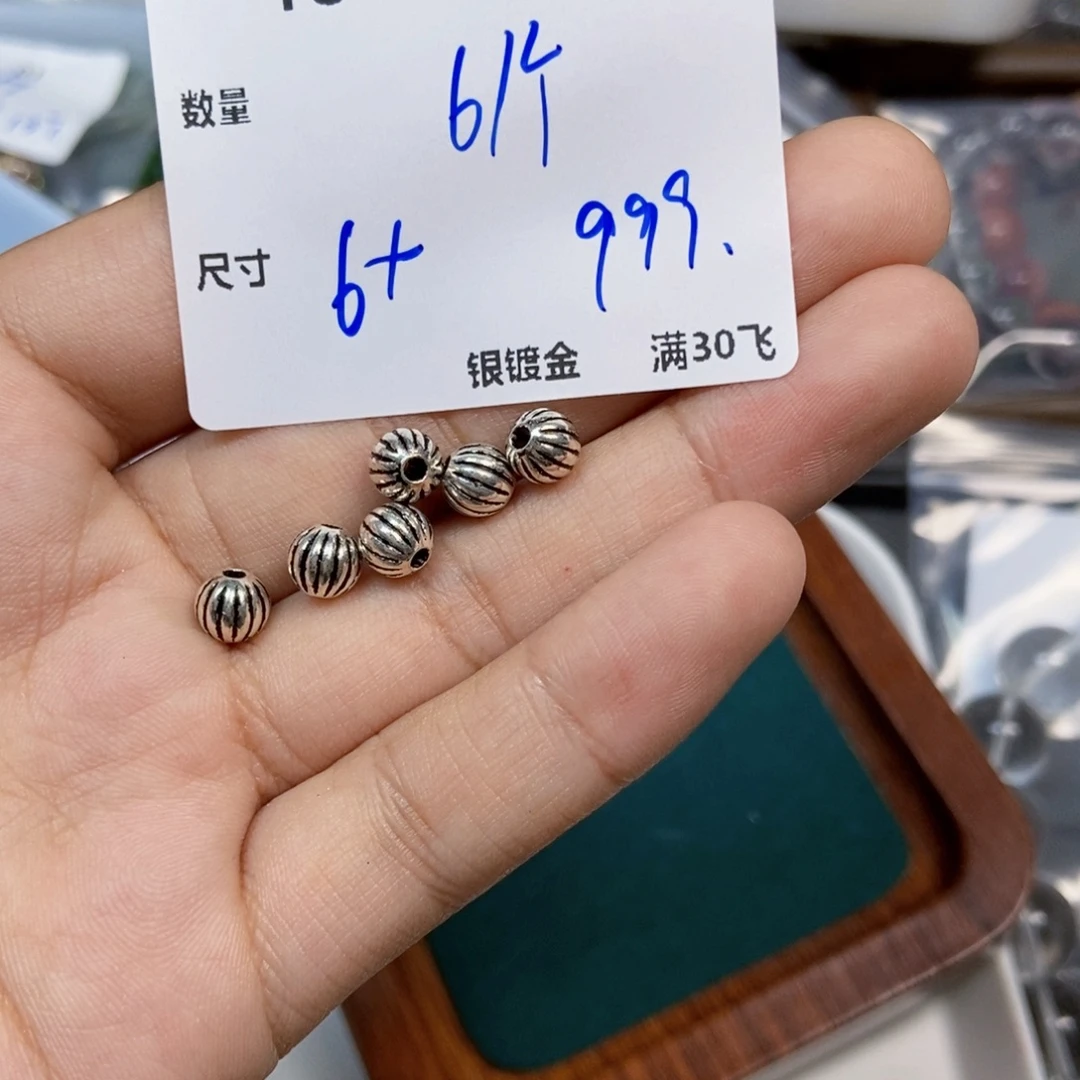 数量 6/个
尺寸 6+ 999.
银镀金 满30飞